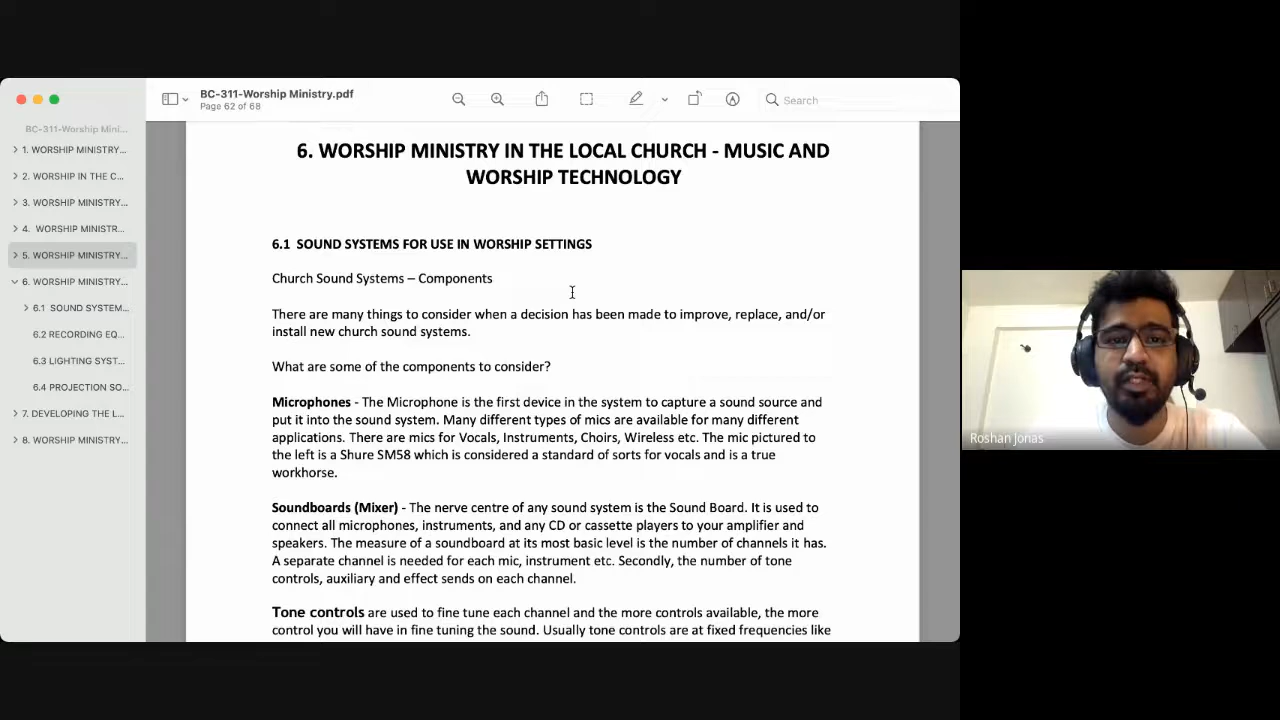 BC-311-Worship Ministry.pdf
Page 62 of 68
Search
BC-311-Worship Mini...
1. WORSHIP MINISTRY...
2. WORSHIP IN THE C...
3. WORSHIP MINISTRY...
4. WORSHIP MINISTR...
5. WORSHIP MINISTRY...
6. WORSHIP MINISTRY...
6.1 SOUND SYSTEM...
6.2 RECORDING EQ...
6.3 LIGHTING SYST...
6.4 PROJECTION SO...
7. DEVELOPING THE L...
8. WORSHIP MINISTRY...
6. WORSHIP MINISTRY IN THE LOCAL CHURCH - MUSIC AND
WORSHIP TECHNOLOGY
6.1 SOUND SYSTEMS FOR USE IN WORSHIP SETTINGS
Church Sound Systems – Components
There are many things to consider when a decision has been made to improve, replace, and/or
install new church sound systems.
What are some of the components to consider?
Microphones - The Microphone is the first device in the system to capture a sound source and
put it into the sound system. Many different types of mics are available for many different
applications. There are mics for Vocals, Instruments, Choirs, Wireless etc. The mic pictured to
the left is a Shure SM58 which is considered a standard of sorts for vocals and is a true
workhorse.
Soundboards (Mixer) - The nerve centre of any sound system is the Sound Board. It is used to
connect all microphones, instruments, and any CD or cassette players to your amplifier and
speakers. The measure of a soundboard at its most basic level is the number of channels it has.
A separate channel is needed for each mic, instrument etc. Secondly, the number of tone
controls, auxiliary and effect sends on each channel.
Tone controls are used to fine tune each channel and the more controls available, the more
control you will have in fine tuning the sound. Usually tone controls are at fixed frequencies like
Roshan Jonas